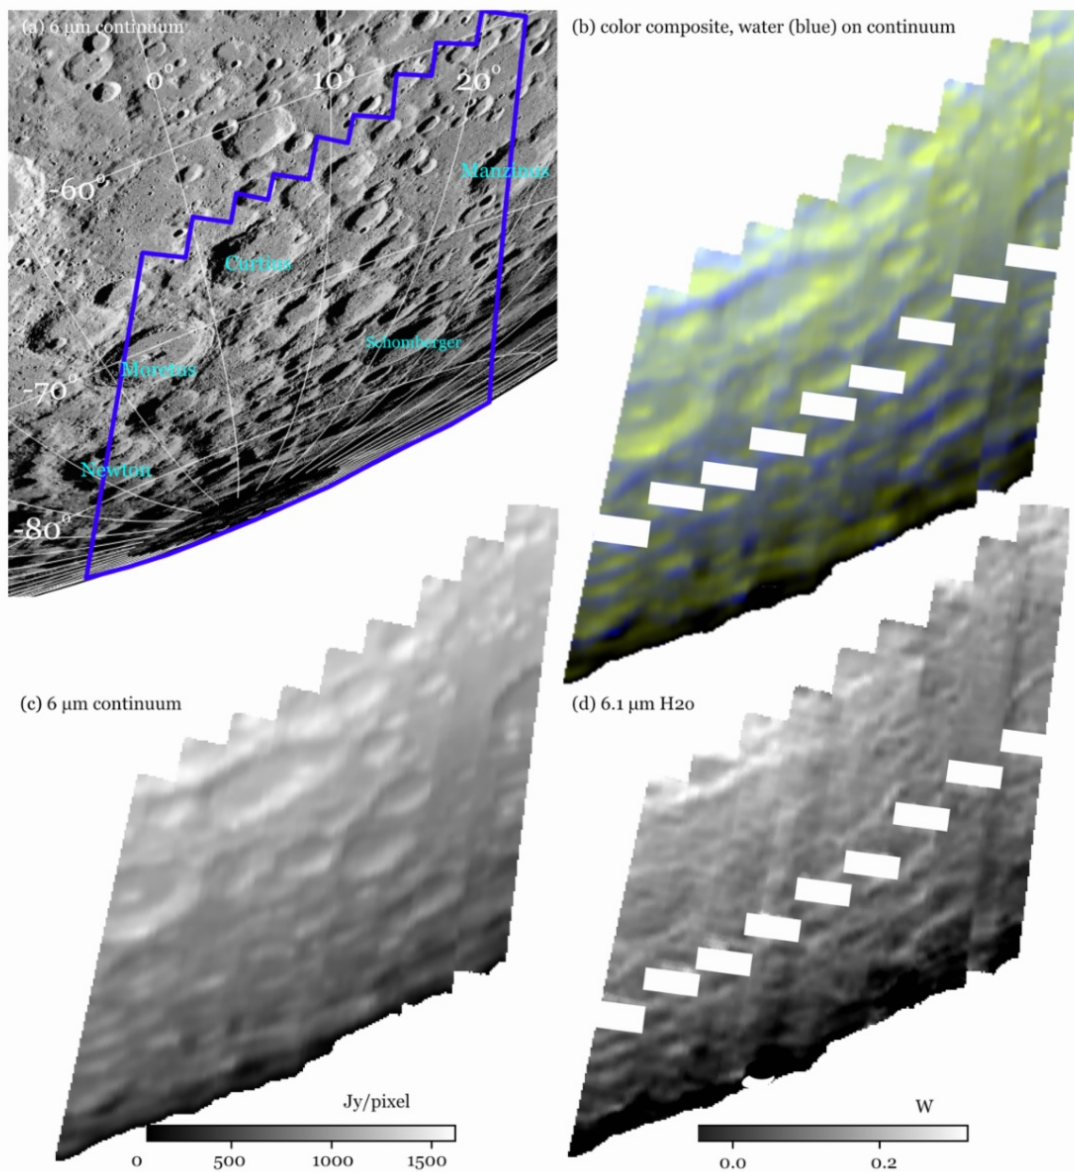 (a) 6 µm continuum
(b) color composite, water (blue) on continuum
0°
10°
20°
Manzinus
-60°
Curtius
Schomberger
Moretus
-70°
Newton
-80°
(c) 6 µm continuum
(d) 6.1 µm H2o
Jy/pixel
0 500 1000 1500
W
0.0 0.2